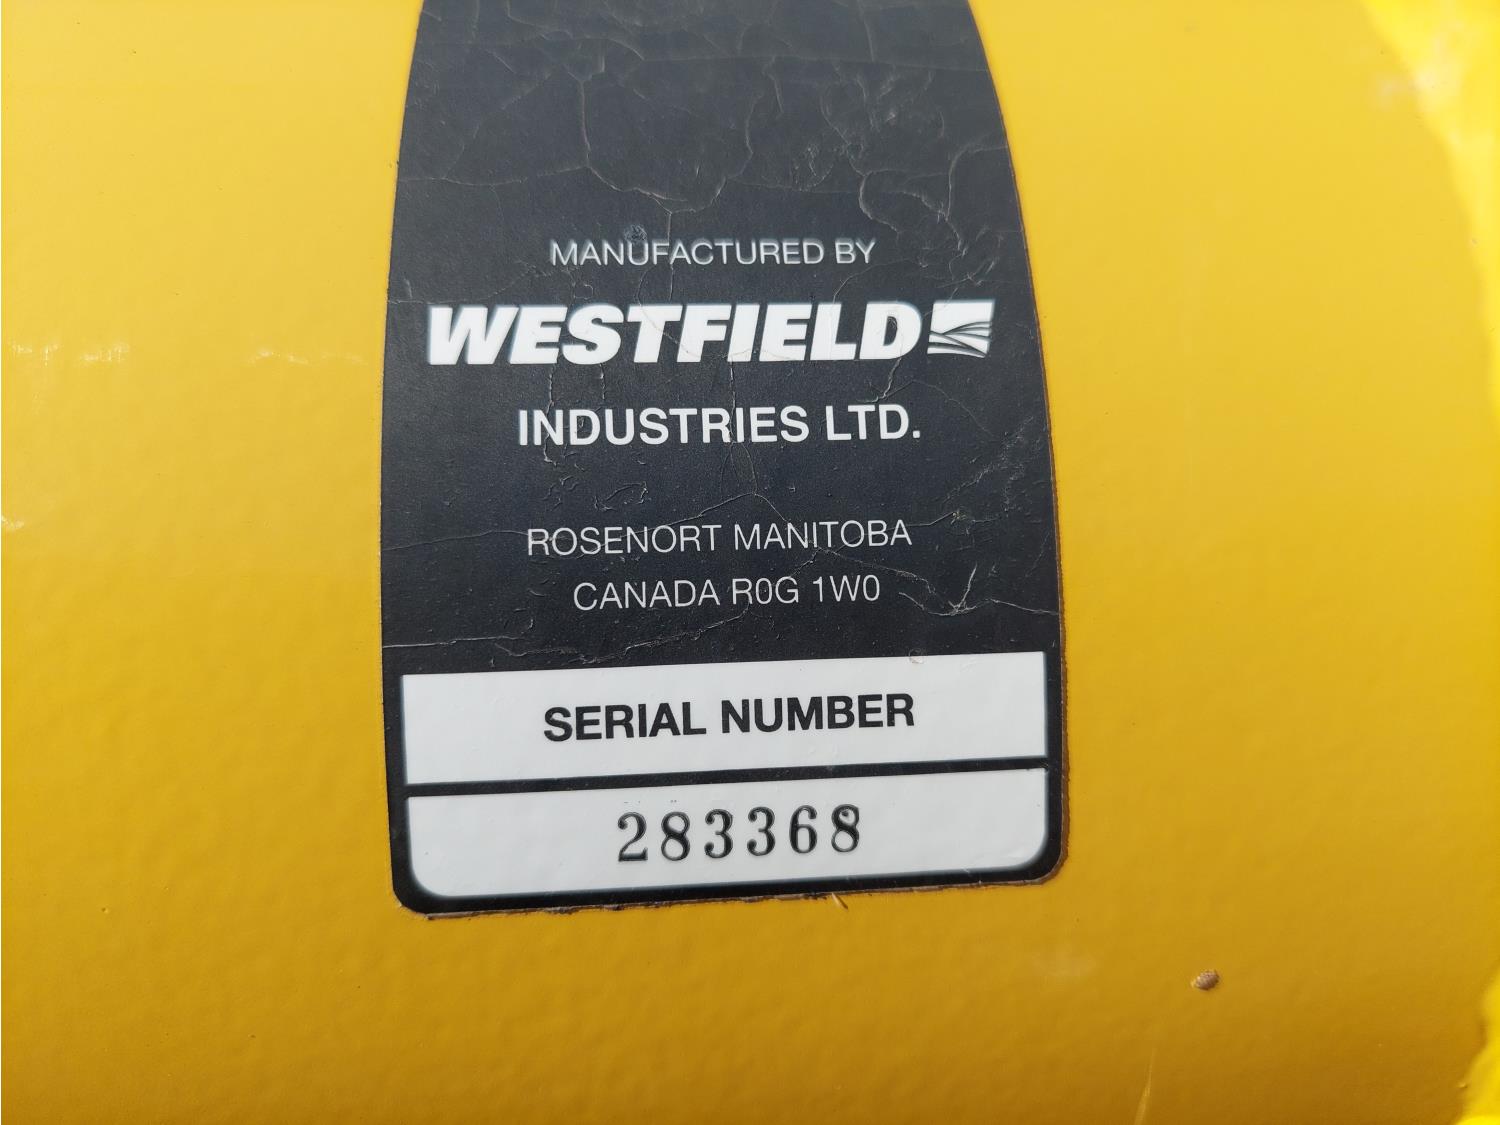 MANUFACTURED BY
WESTFIELD
INDUSTRIES LTD.
ROSENORT MANITOBA
CANADA R0G 1W0
SERIAL NUMBER
283368